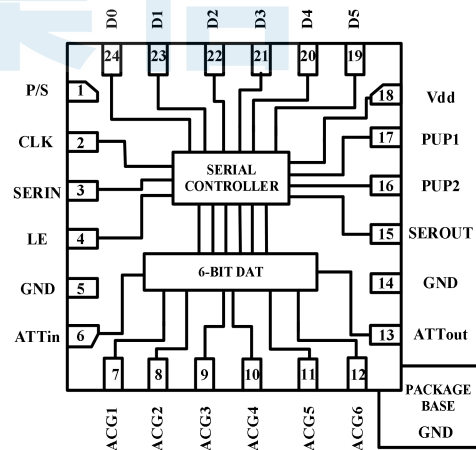 D0 D1 D2 D3 D4 D5
24 23 22 21 20 19
P/S 1
CLK 2
SERIN 3
LE 4
GND 5
ATTin 6
18 Vdd
17 PUP1
16 PUP2
15 SEROUT
14 GND
13 ATTout
SERIAL
CONTROLLER
6-BIT DAT
7 8 9 10 11 12
ACG1 ACG2 ACG3 ACG4 ACG5 ACG6
PACKAGE
BASE
GND